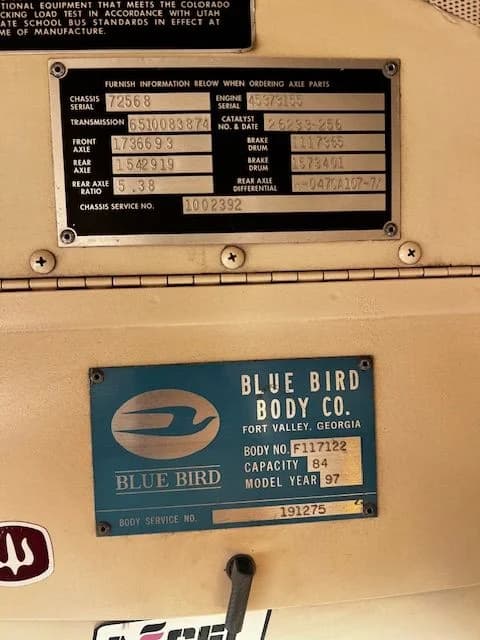 TIONAL EQUIPMENT THAT MEETS THE COLORADO
CKING LOAD TEST IN ACCORDANCE WITH UTAH
ATE SCHOOL BUS STANDARDS IN EFFECT AT
ME OF MANUFACTURE.
FURNISH INFORMATION BELOW WHEN ORDERING AXLE PARTS
CHASSIS SERIAL 72568 ENGINE SERIAL 45373155
TRANSMISSION 6510083874 CATALYST NO. & DATE 26233-256
FRONT AXLE 1736693 BRAKE DRUM 1117365
REAR AXLE 1542919 BRAKE DRUM 1573401
REAR AXLE RATIO 5.38 REAR AXLE DIFFERENTIAL
CHASSIS SERVICE NO. 1002392
BLUE BIRD
BODY CO.
FORT VALLEY, GEORGIA
BODY NO. F117122
CAPACITY 84
MODEL YEAR 97
BLUE BIRD
BODY SERVICE NO. 191275